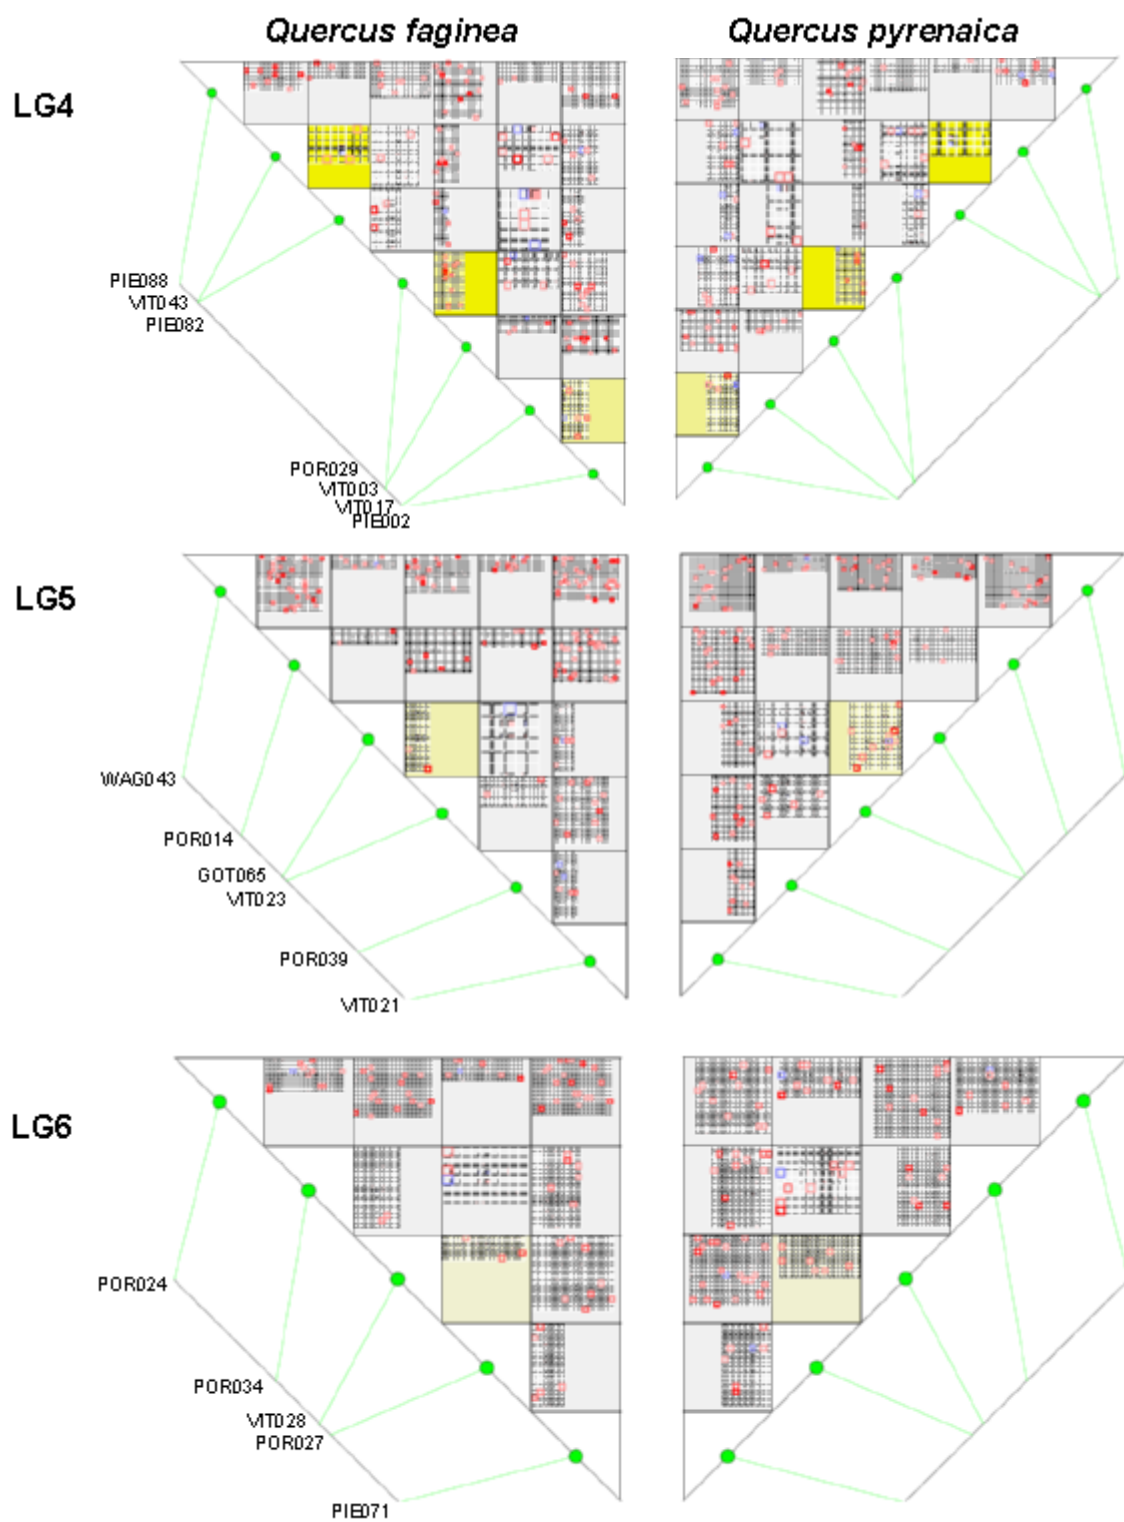 Quercus faginea
Quercus pyrenaica
LG4
PIE088
VIT043
PIE082
POR029
VIT003
VIT017
PIE002
LG5
WAG043
POR014
GOT065
VIT023
POR039
VIT021
LG6
POR024
POR034
VIT028
POR027
PIE071